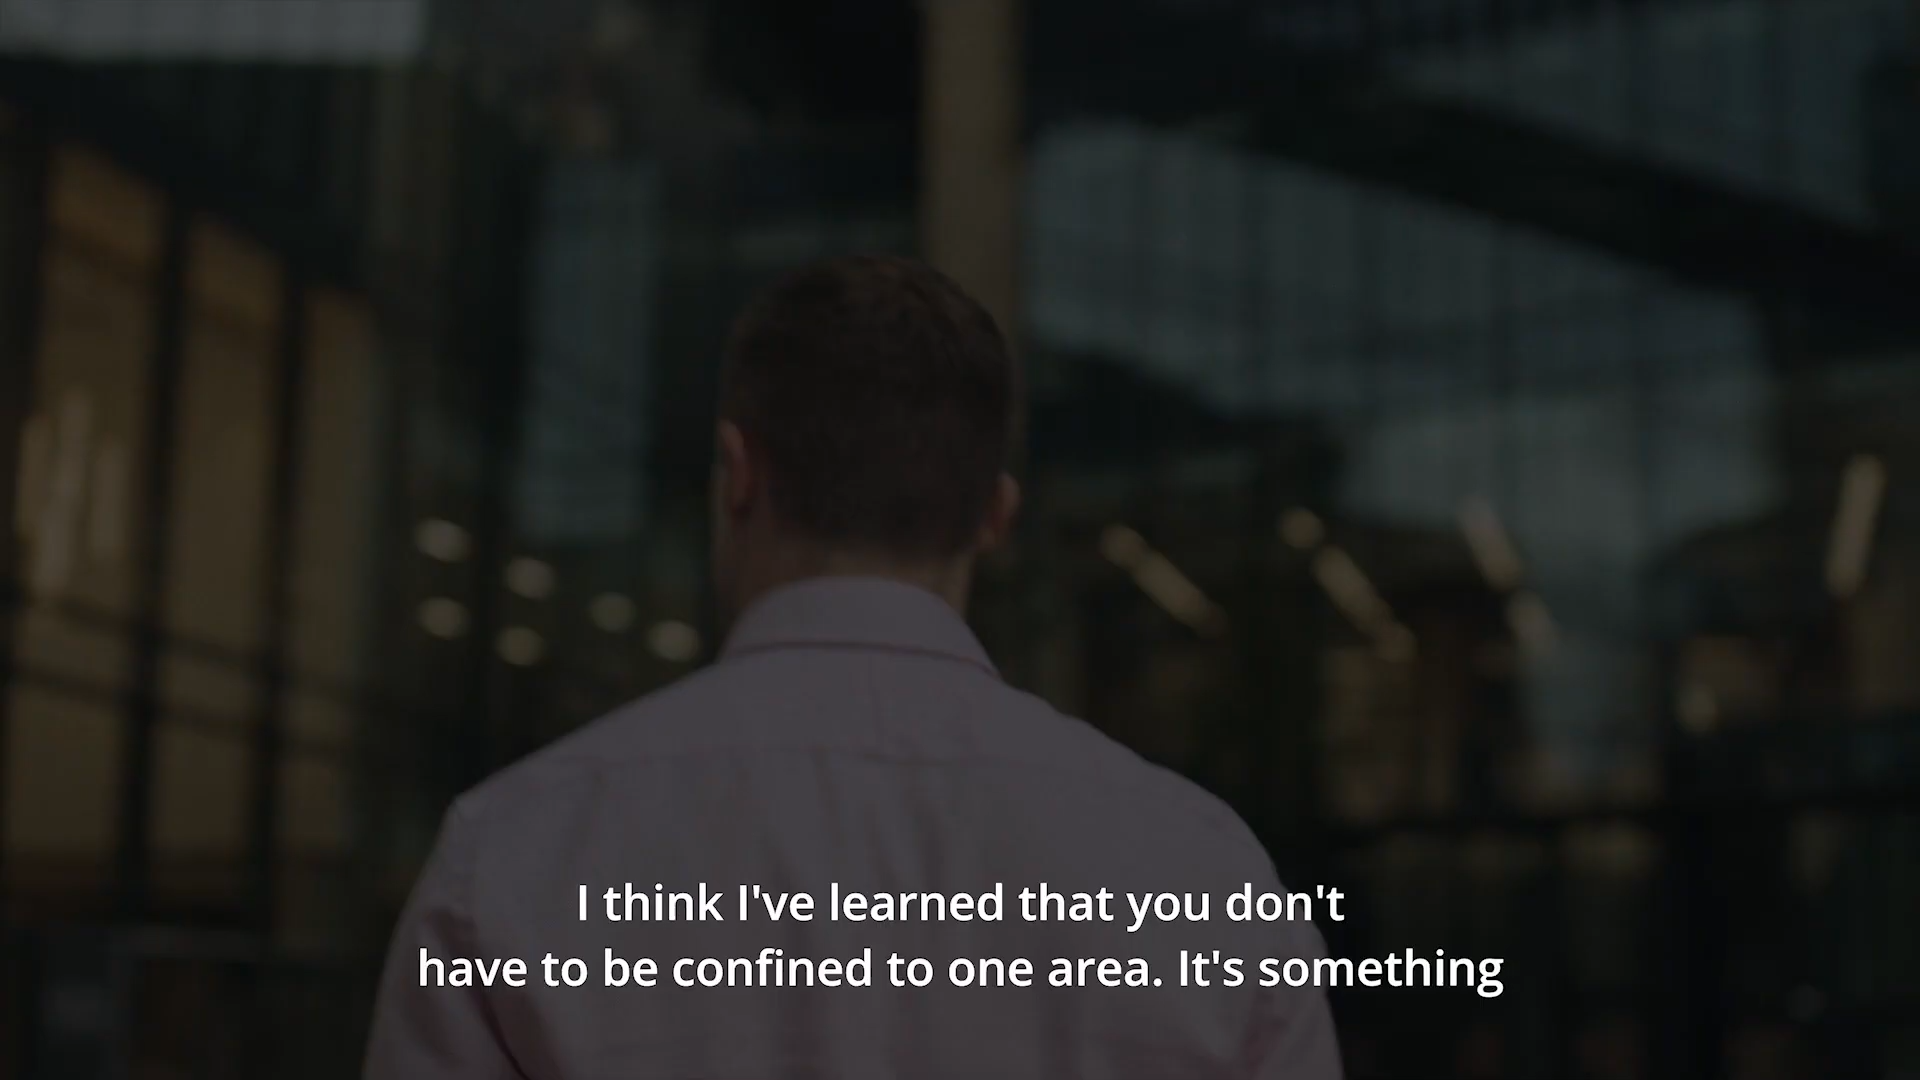 I think I've learned that you don't
have to be confined to one area. It's something